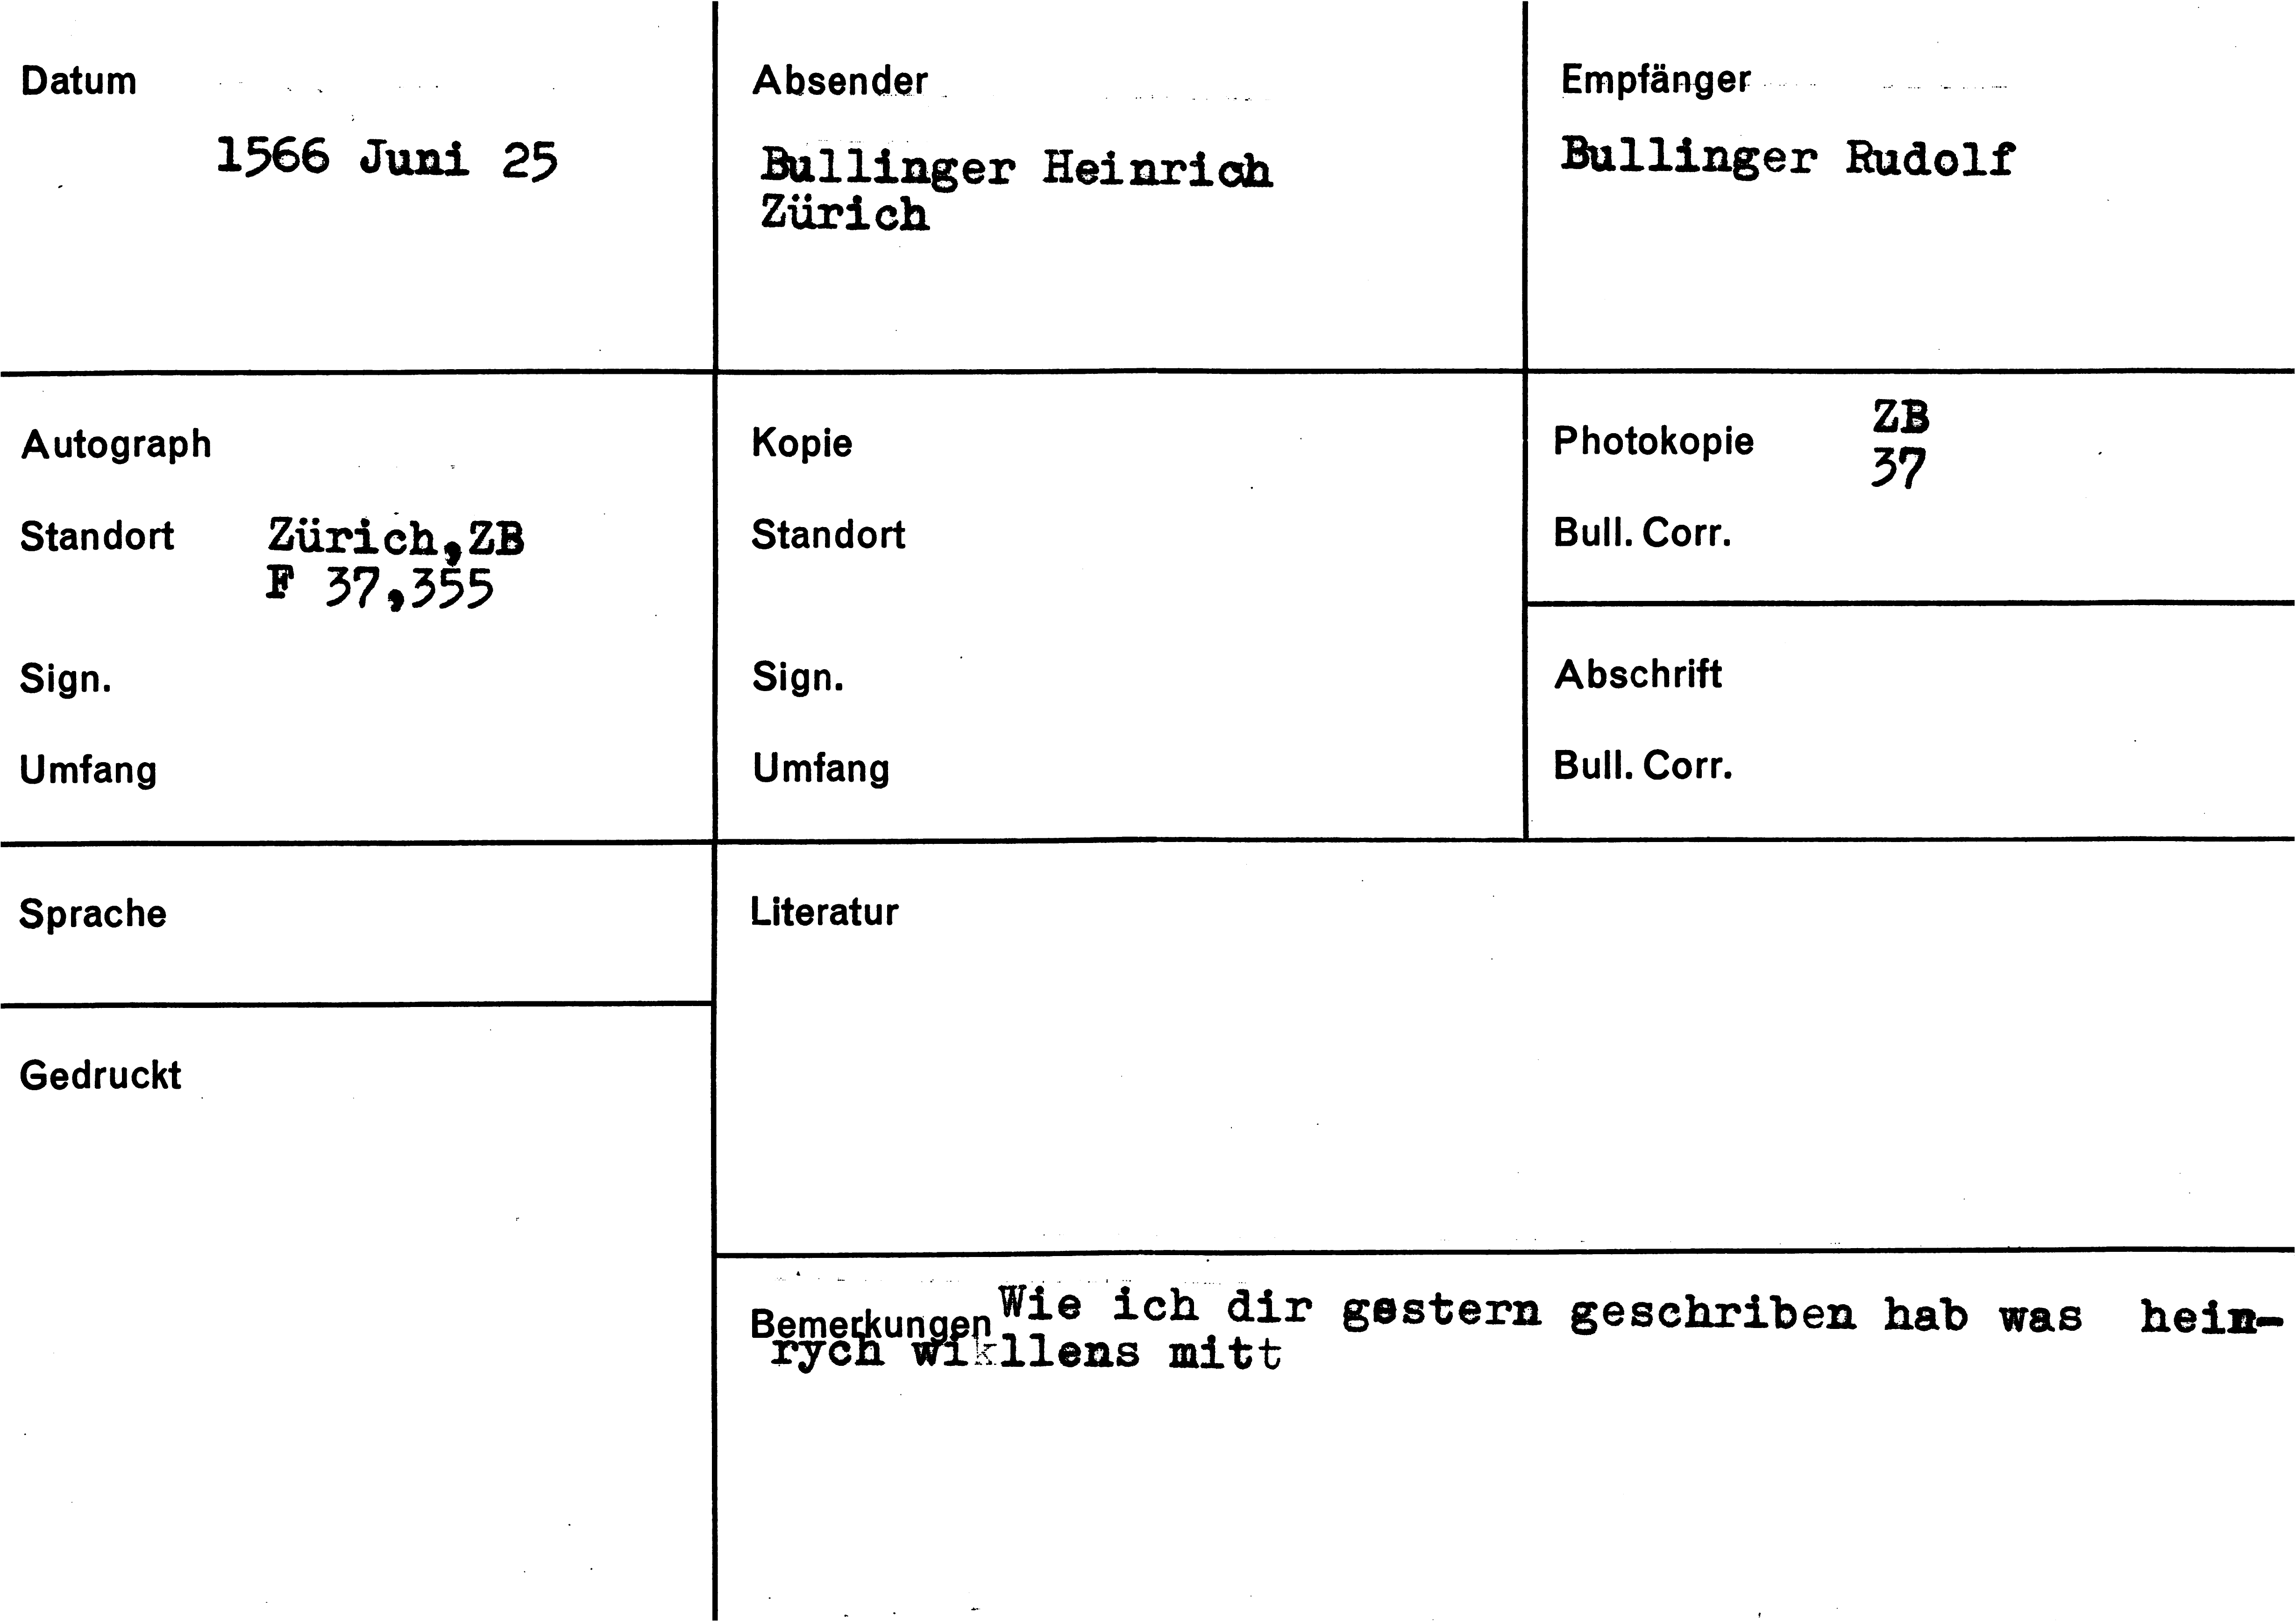 Datum
1566 Juni 25
Absender
Bullinger Heinrich
Zürich
Empfänger
Bullinger Rudolf
Autograph
Standort Zürich,ZB
F 37,355
Sign.
Umfang
Kopie
Standort
Sign.
Umfang
ZB
Photokopie
37
Bull. Corr.
Abschrift
Bull. Corr.
Sprache
Gedruckt
Literatur
Bemerkungen Wie ich dir gestern geschriben hab was hein-
rych wikllens mitt